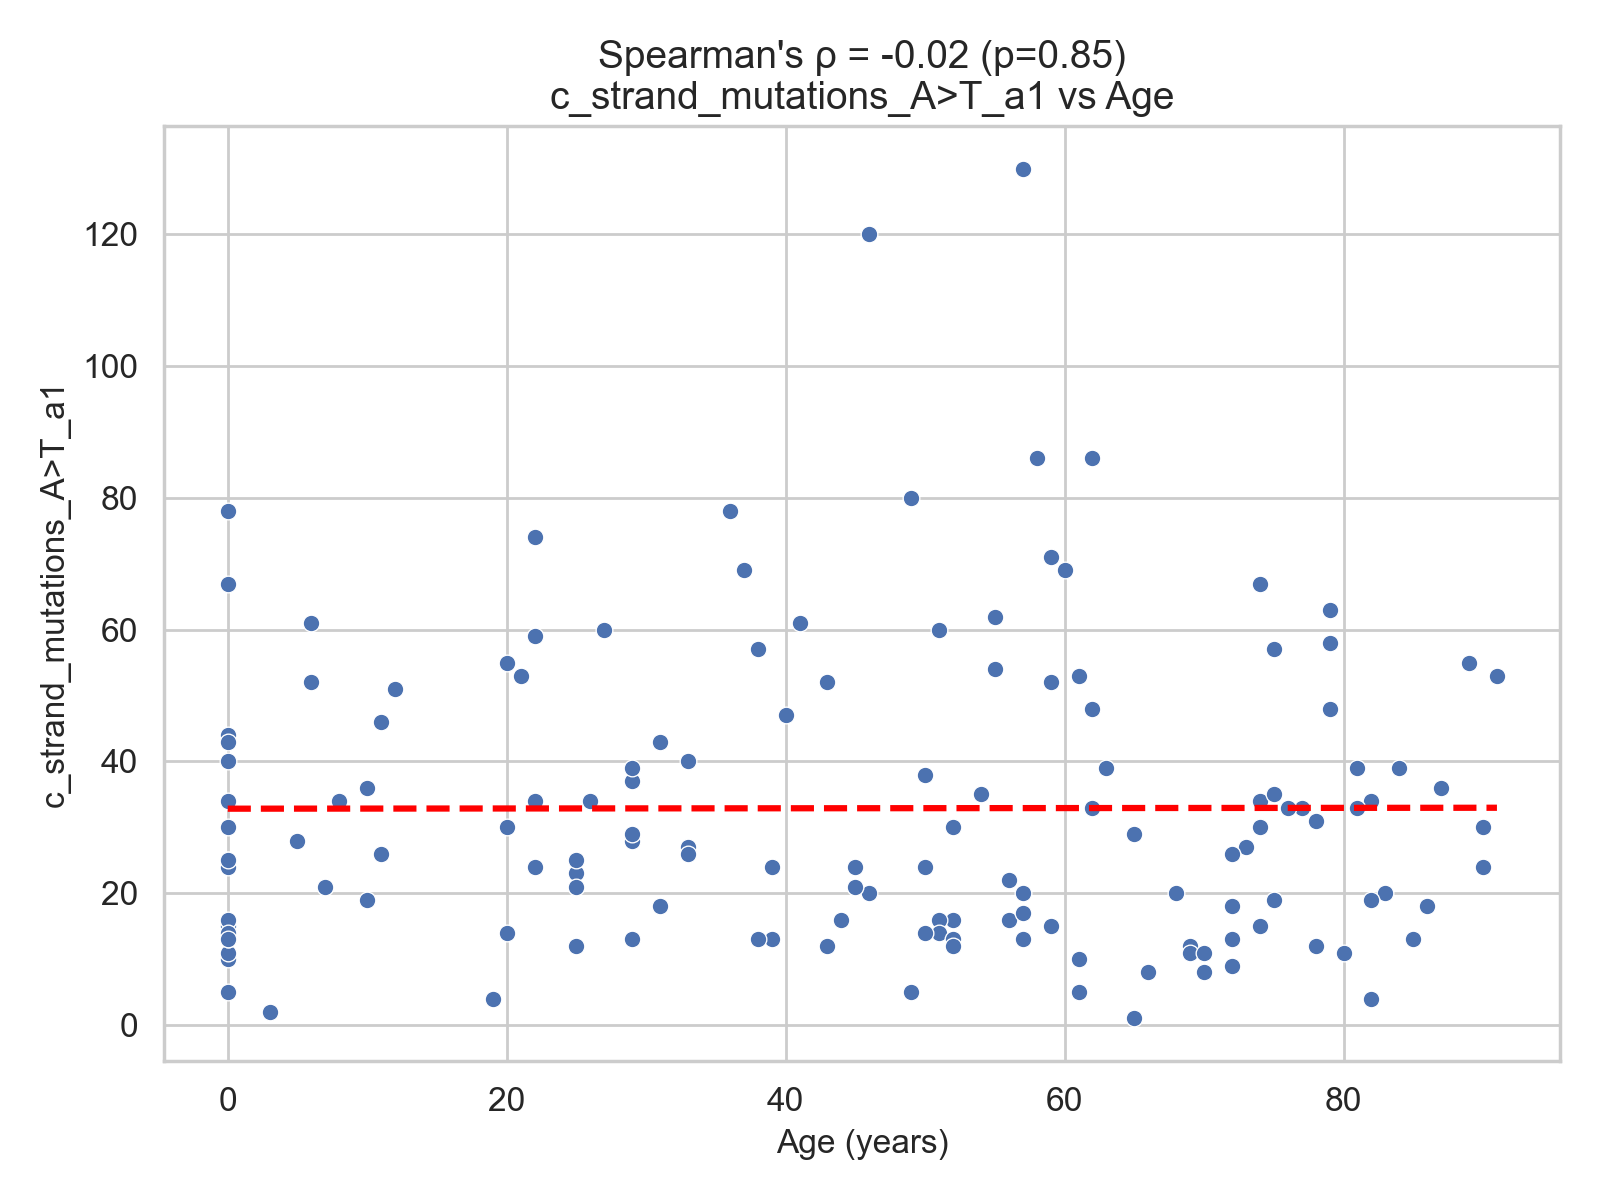 Spearman's ρ = -0.02 (p=0.85)
c_strand_mutations_A>T_a1 vs Age
c_strand_mutations_A>T_a1
120
100
80
60
40
20
0
0 20 40 60 80
Age (years)